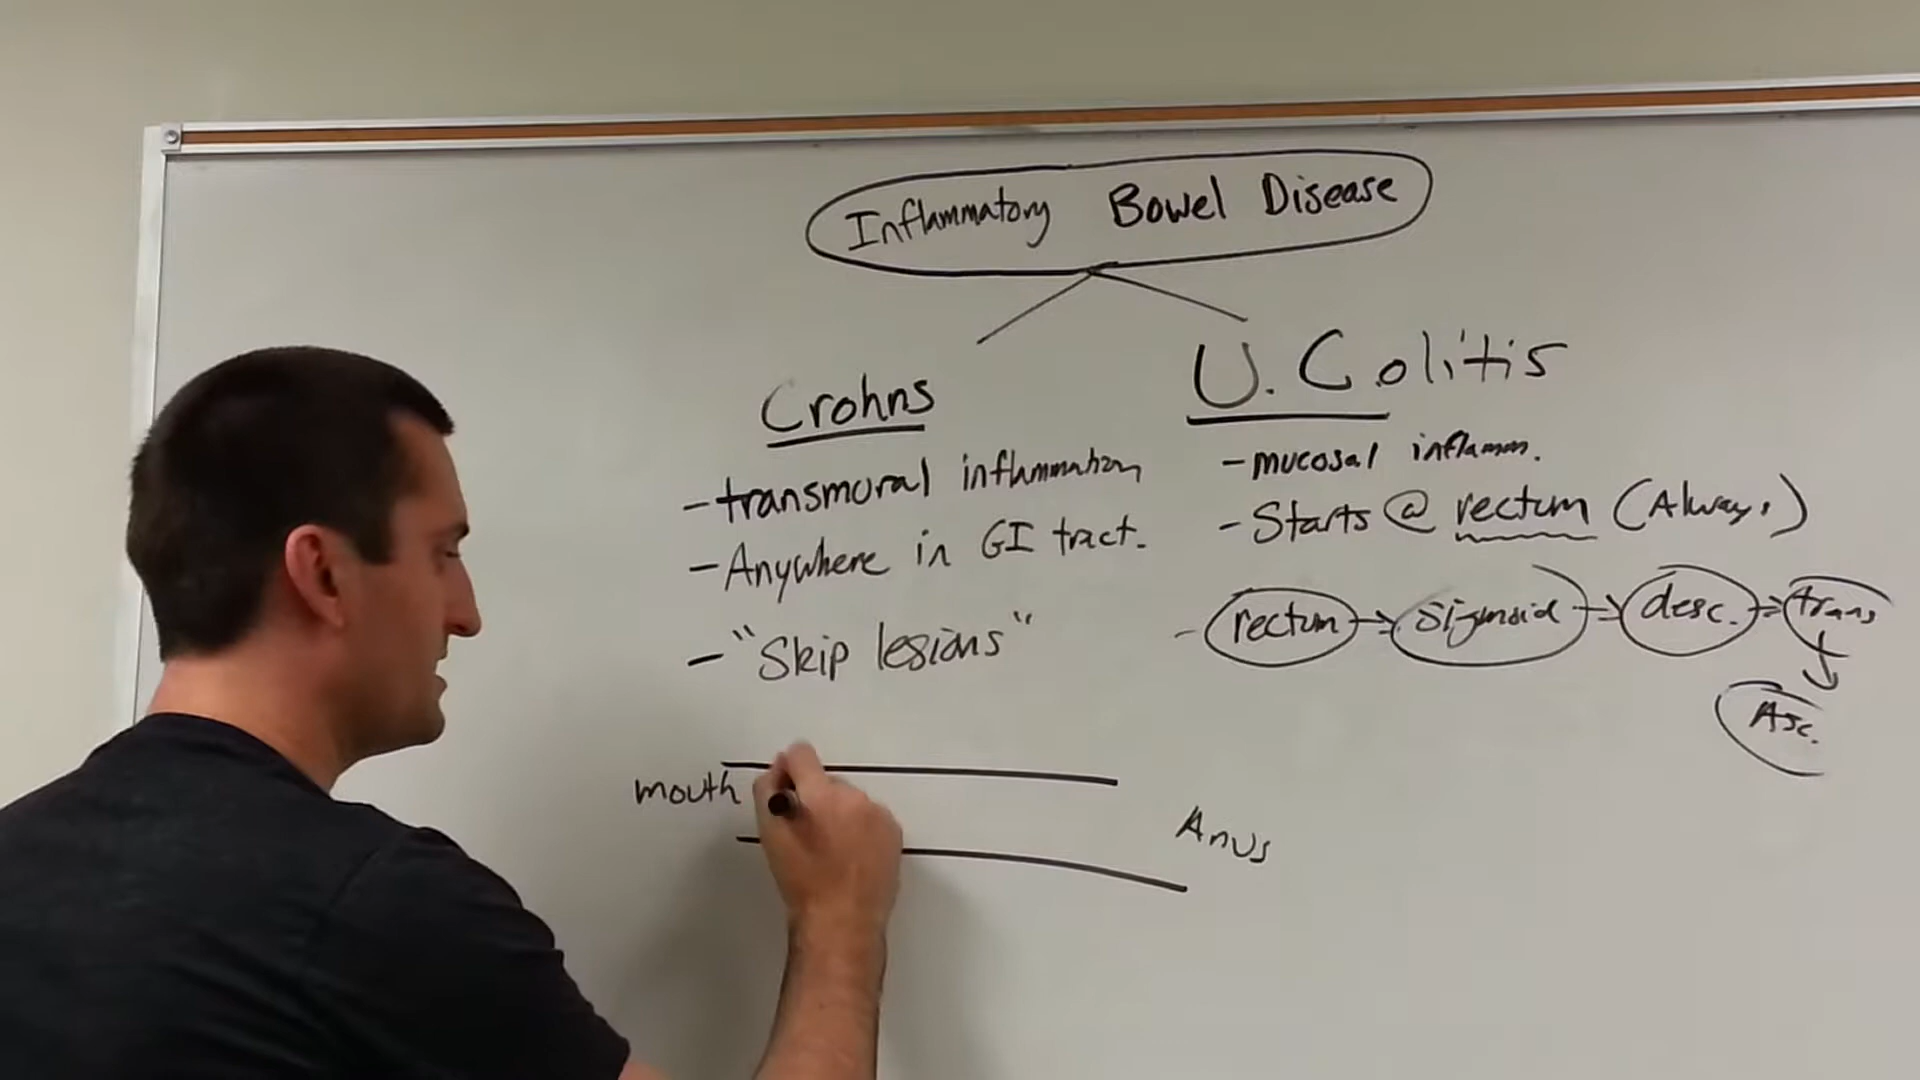 Inflammatory Bowel Disease
Crohns
- transmural inflammation
- Anywhere in GI tract.
- "Skip lesions"
mouth
Anus
U. Colitis
- mucosal inflamm.
- Starts @ rectum (Always)
- rectum → sigmoid → desc. → trans
↓
Asc.